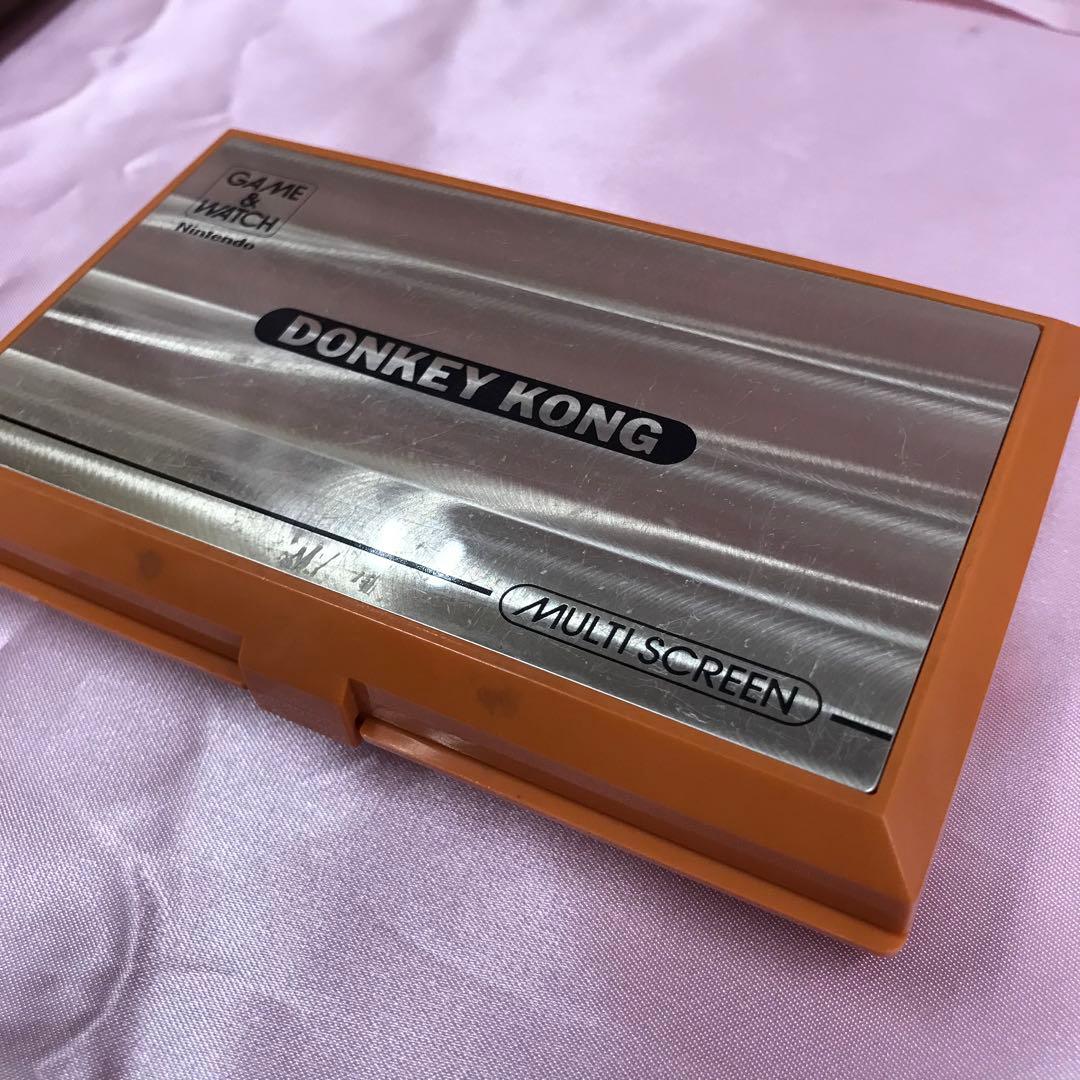 GAME
&
WATCH
Nintendo
DONKEY KONG
MULTI SCREEN